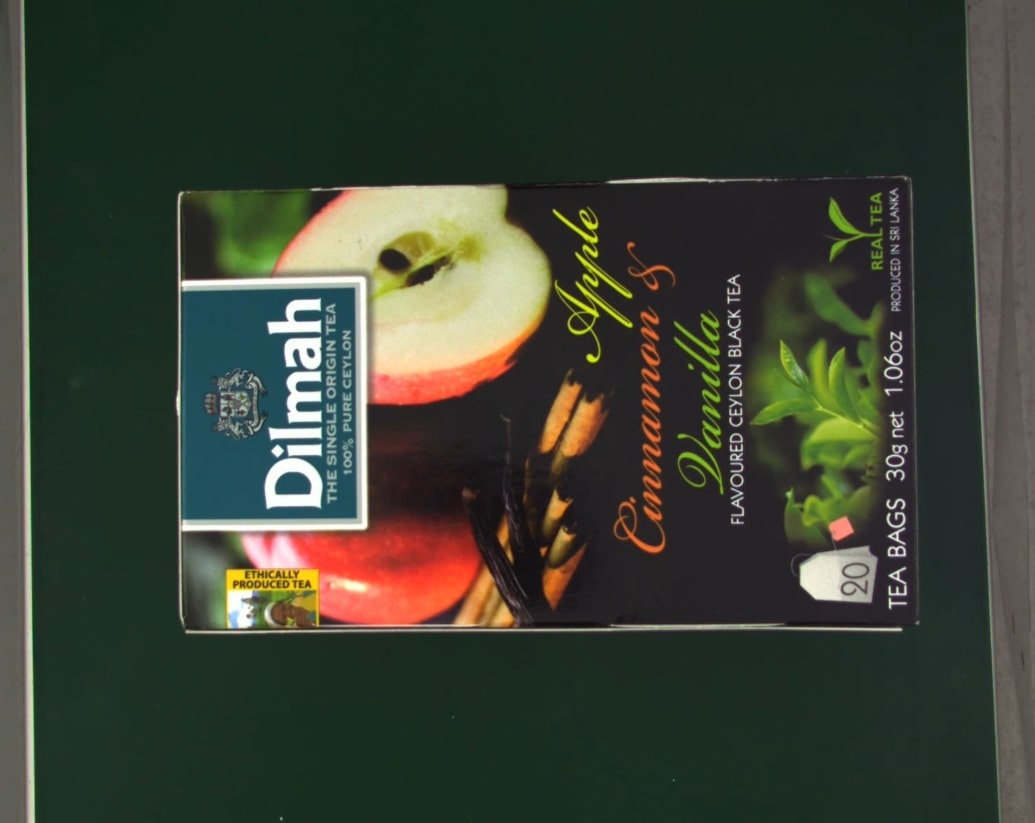 Dilmah
THE SINGLE ORIGIN TEA
100% PURE CEYLON
ETHICALLY
PRODUCED TEA
Apple
Cinnamon &
Vanilla
FLAVOURED CEYLON BLACK TEA
20
REAL TEA
TEA BAGS 30g net 1.06oz PRODUCED IN SRI LANKA